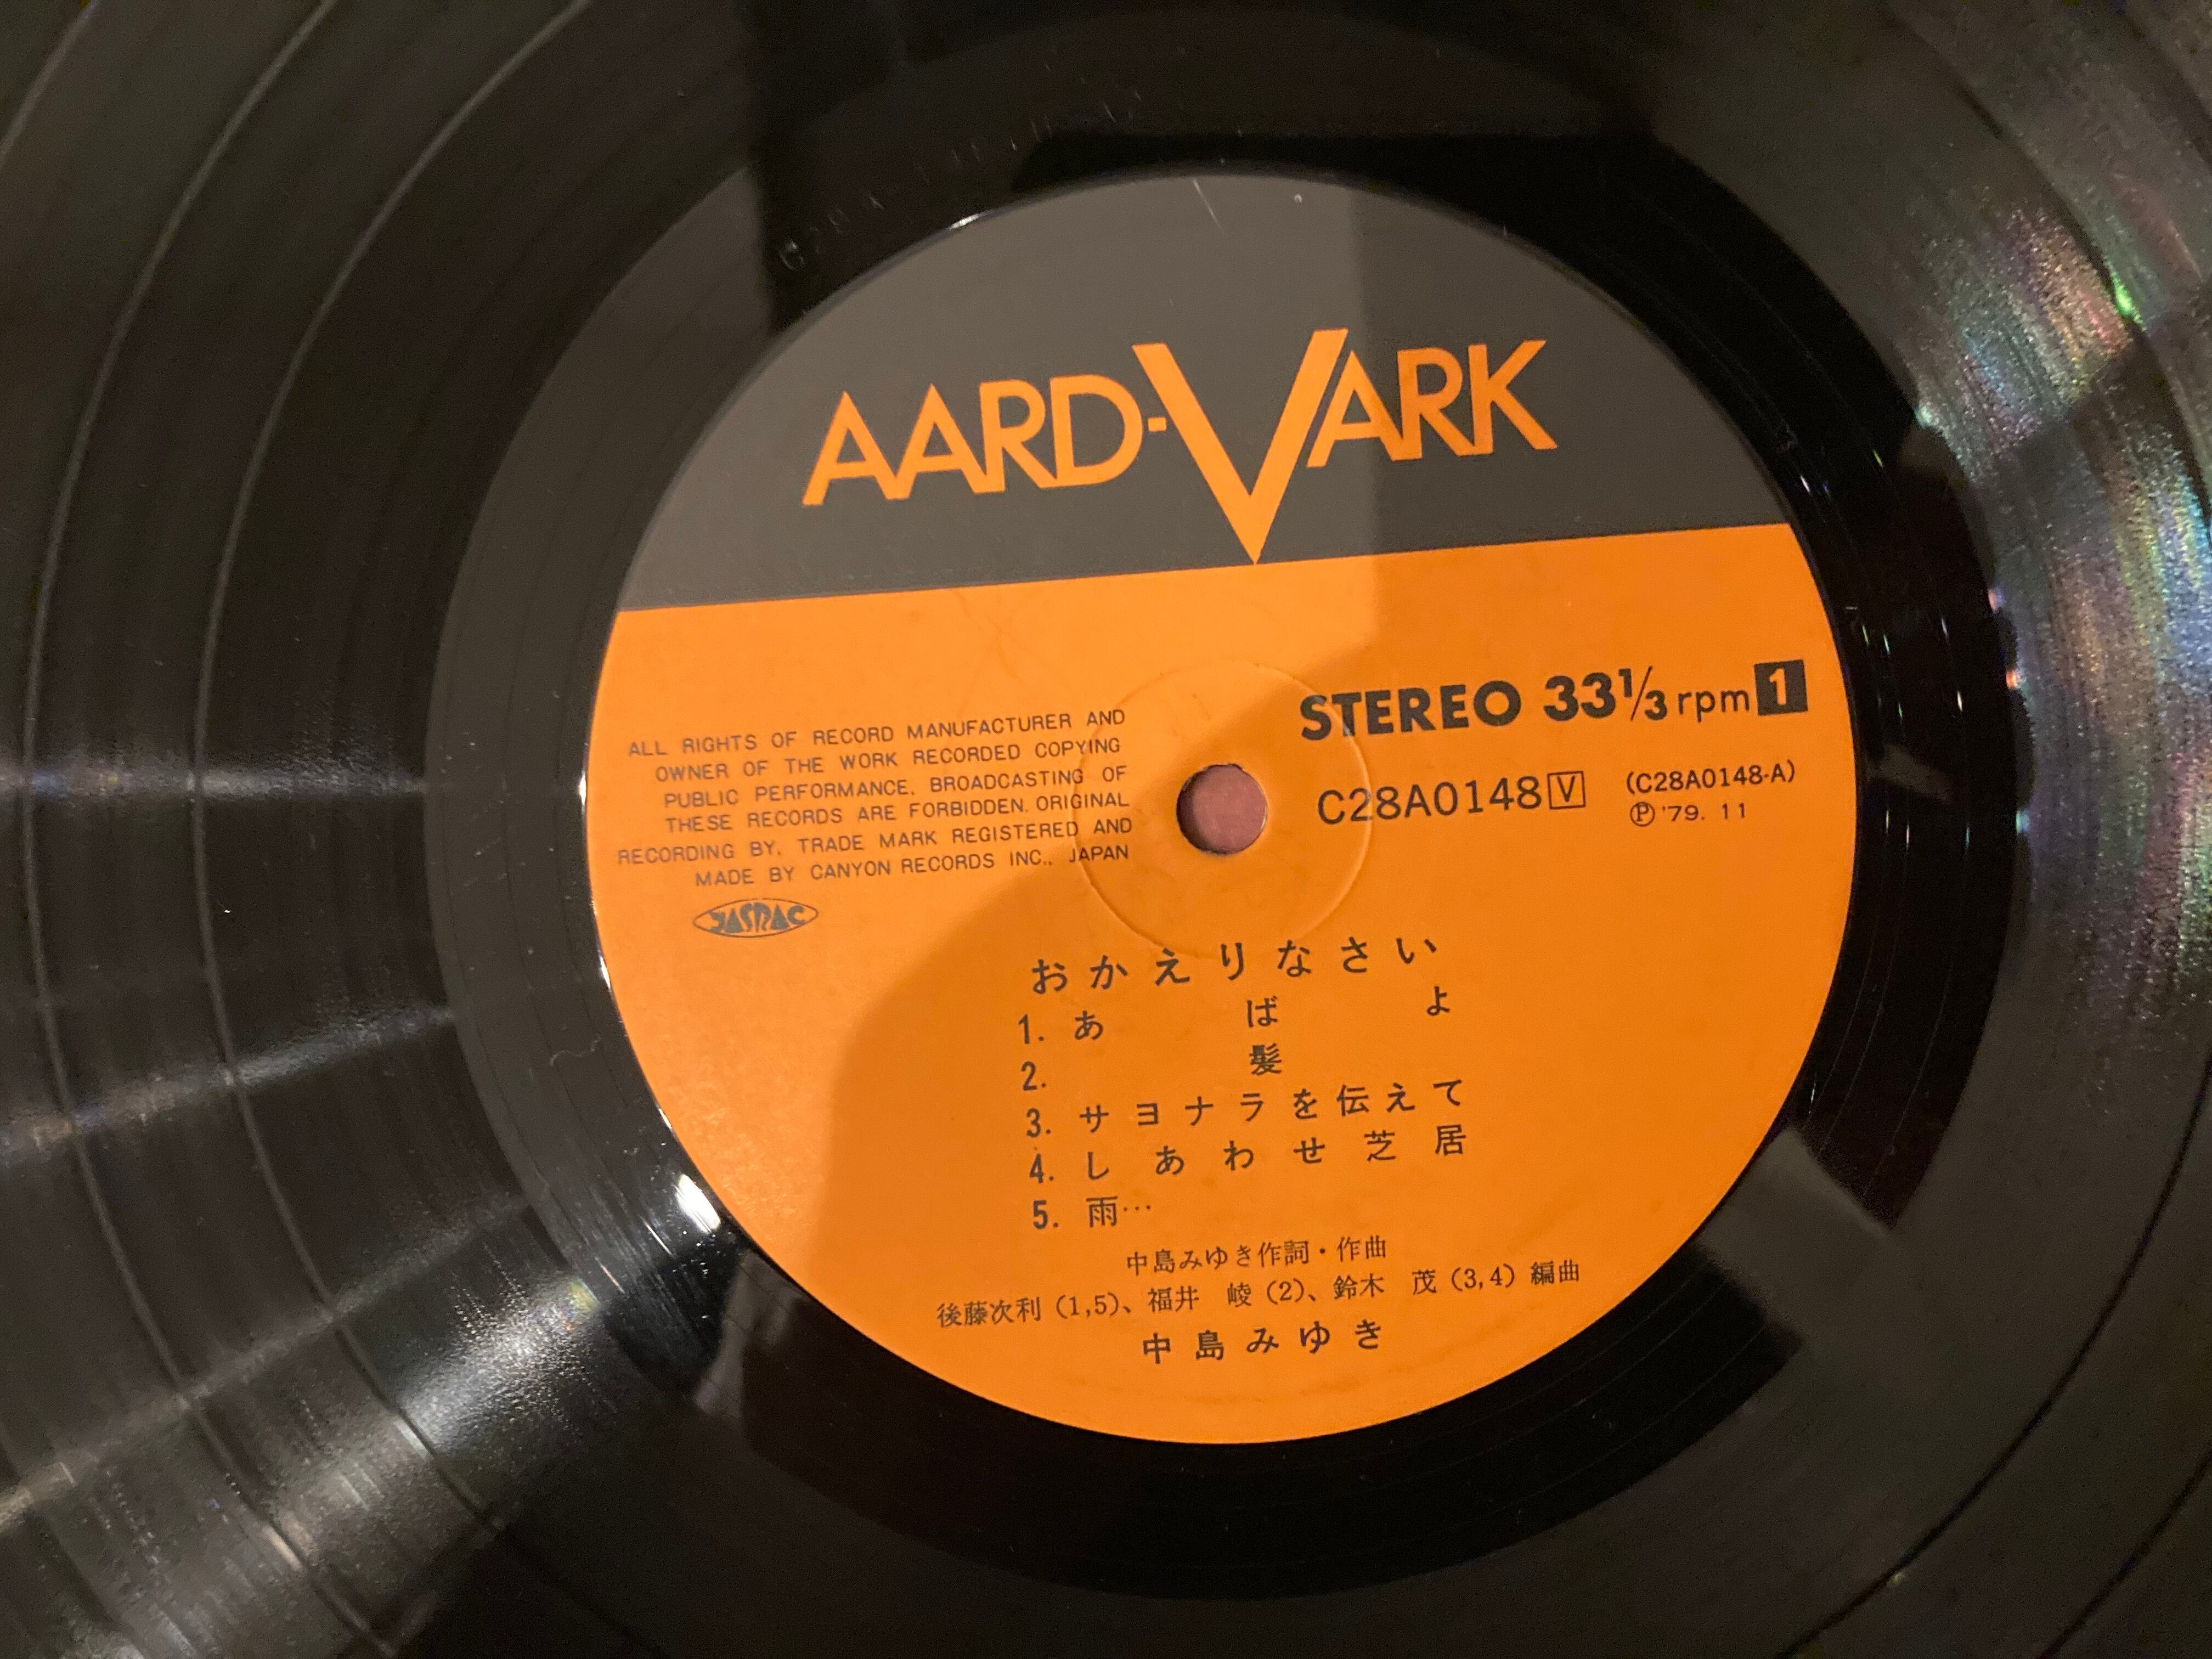 AARD-VARK
STEREO 33⅓ rpm 1
C28A0148 V (C28A0148-A)
Ⓟ '79. 11
ALL RIGHTS OF RECORD MANUFACTURER AND
OWNER OF THE WORK RECORDED COPYING
PUBLIC PERFORMANCE, BROADCASTING OF
THESE RECORDS ARE FORBIDDEN. ORIGINAL
RECORDING BY, TRADE MARK REGISTERED AND
MADE BY CANYON RECORDS INC., JAPAN
JASRAC
おかえりなさい
1. あばよ
2. 髪
3. サヨナラを伝えて
4. しあわせ芝居
5. 雨…
中島みゆき作詞・作曲
後藤次利（1,5）、福井 崚（2）、鈴木 茂（3,4）編曲
中島みゆき